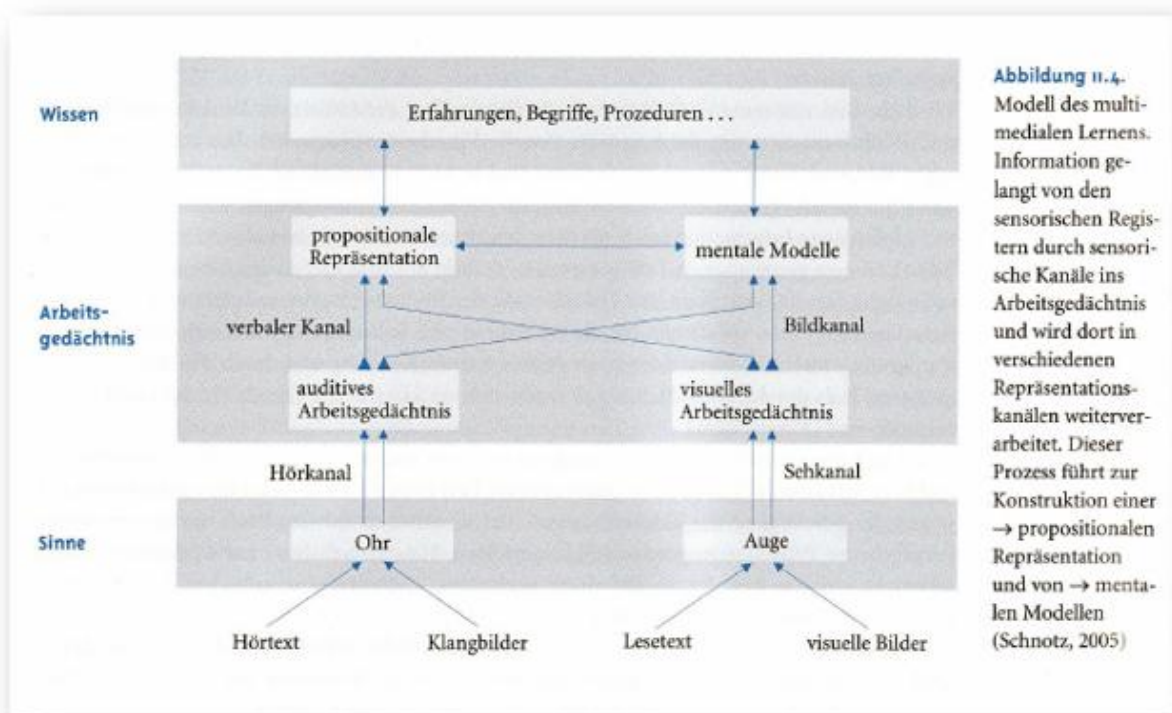 Wissen
Erfahrungen, Begriffe, Prozeduren . . .
Arbeits-
gedächtnis
propositionale
Repräsentation
mentale Modelle
verbaler Kanal
Bildkanal
auditives
Arbeitsgedächtnis
visuelles
Arbeitsgedächtnis
Hörkanal
Sehkanal
Sinne
Ohr
Auge
Hörtext
Klangbilder
Lesetext
visuelle Bilder
Abbildung 11.4.
Modell des multi-
medialen Lernens.
Information ge-
langt von den
sensorischen Regis-
tern durch sensori-
sche Kanäle ins
Arbeitsgedächtnis
und wird dort in
verschiedenen
Repräsentations-
kanälen weiterver-
arbeitet. Dieser
Prozess führt zur
Konstruktion einer
→ propositionalen
Repräsentation
und von → menta-
len Modellen
(Schnotz, 2005)